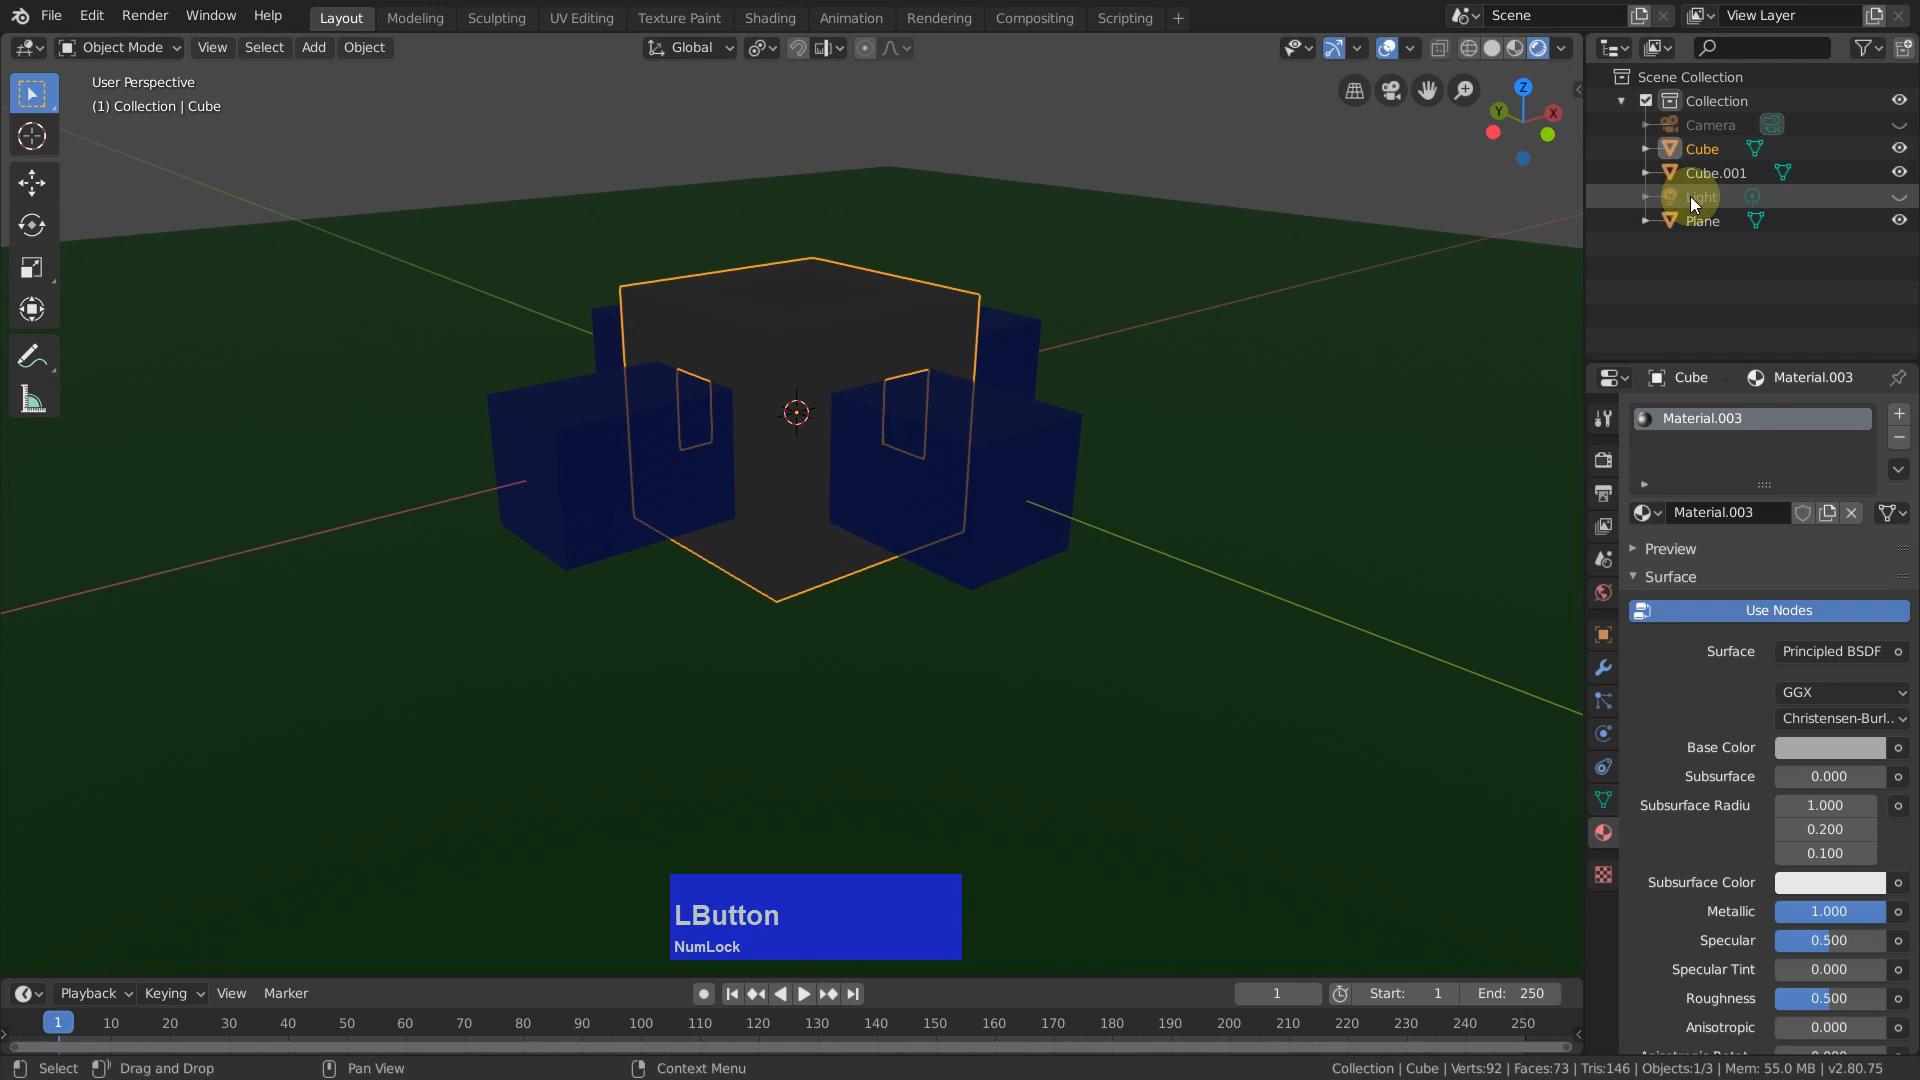 File Edit Render Window Help
Layout Modeling Sculpting UV Editing Texture Paint Shading Animation Rendering Compositing Scripting +
Scene
View Layer
Object Mode View Select Add Object
Global
User Perspective
(1) Collection | Cube
Z
Y
X
Scene Collection
Collection
Camera
Cube
Cube.001
Light
Plane
Cube Material.003
Material.003
Material.003
Preview
Surface
Use Nodes
Surface Principled BSDF
GGX
Christensen-Burl..
Base Color
Subsurface 0.000
Subsurface Radiu 1.000
0.200
0.100
Subsurface Color
Metallic 1.000
Specular 0.500
Specular Tint 0.000
Roughness 0.500
Anisotropic 0.000
LButton
NumLock
Playback Keying View Marker
1
Start: 1 End: 250
1 10 20 30 40 50 60 70 80 90 100 110 120 130 140 150 160 170 180 190 200 210 220 230 240 250
Select Drag and Drop Pan View Context Menu
Collection | Cube | Verts:92 | Faces:73 | Tris:146 | Objects:1/3 | Mem: 55.0 MB | v2.80.75